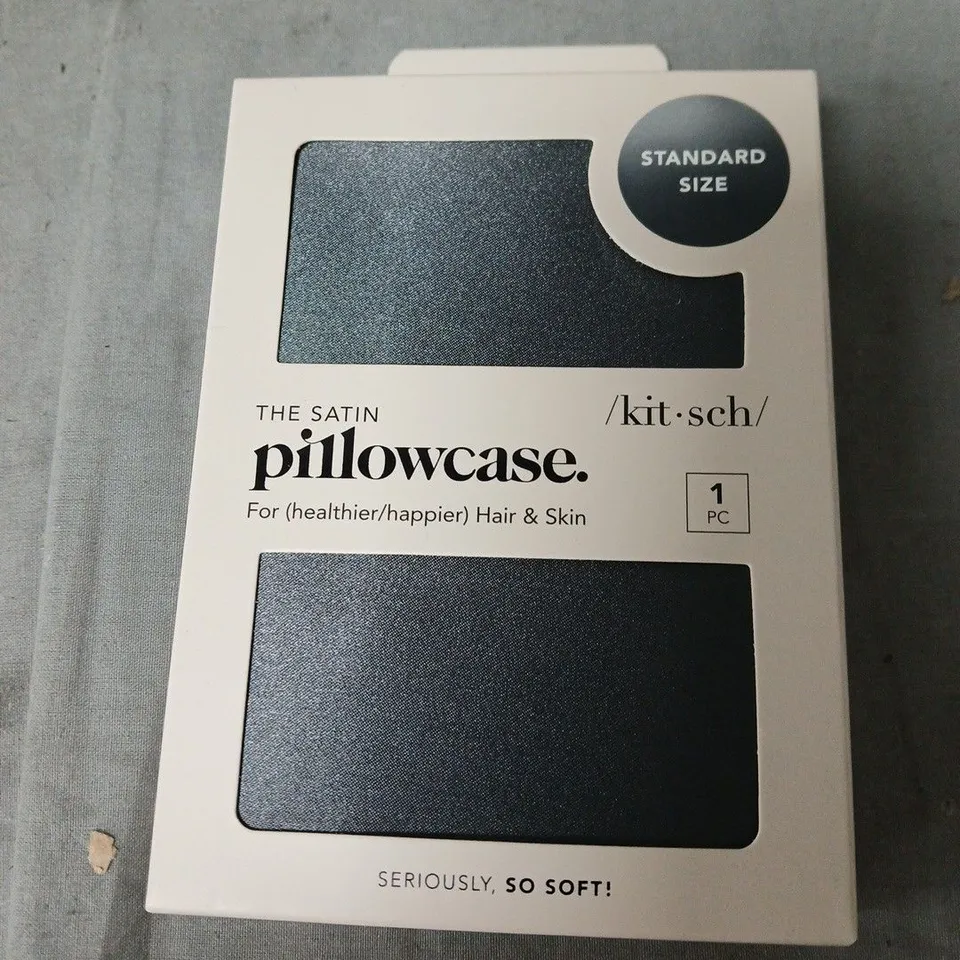 STANDARD
SIZE
THE SATIN
pillowcase.
For (healthier/happier) Hair & Skin
/kit·sch/
1
PC
SERIOUSLY, SO SOFT!